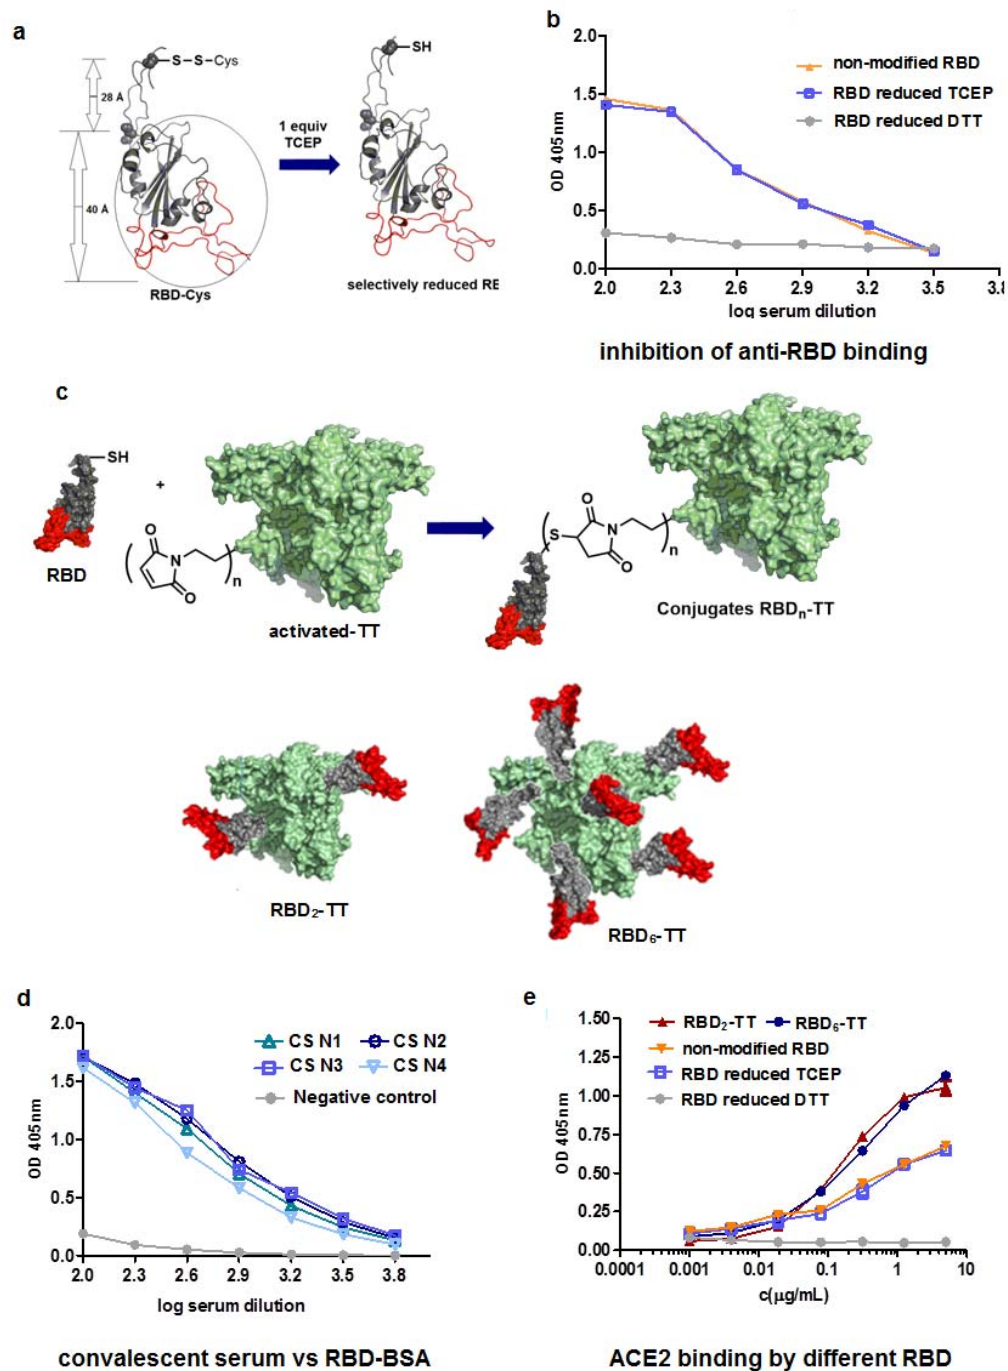 a
S–S–Cys
28 Å
40 Å
RBD-Cys
1 equiv
TCEP
SH
selectively reduced RE
b
non-modified RBD
RBD reduced TCEP
RBD reduced DTT
OD 405nm
2.0
1.5
1.0
0.5
0.0
2.0 2.3 2.6 2.9 3.2 3.5 3.8
log serum dilution
inhibition of anti-RBD binding
c
SH
+
RBD
( O N O ) n
activated-TT
( S O N O ) n
Conjugates RBDn-TT
RBD2-TT
RBD6-TT
d
CS N1 CS N2
CS N3 CS N4
Negative control
OD 405nm
2.0
1.5
1.0
0.5
0.0
2.0 2.3 2.6 2.9 3.2 3.5 3.8
log serum dilution
convalescent serum vs RBD-BSA
e
RBD2-TT RBD6-TT
non-modified RBD
RBD reduced TCEP
RBD reduced DTT
OD 405nm
1.50
1.25
1.00
0.75
0.50
0.25
0.00
0.0001 0.001 0.01 0.1 1 10
c(µg/mL)
ACE2 binding by different RBD